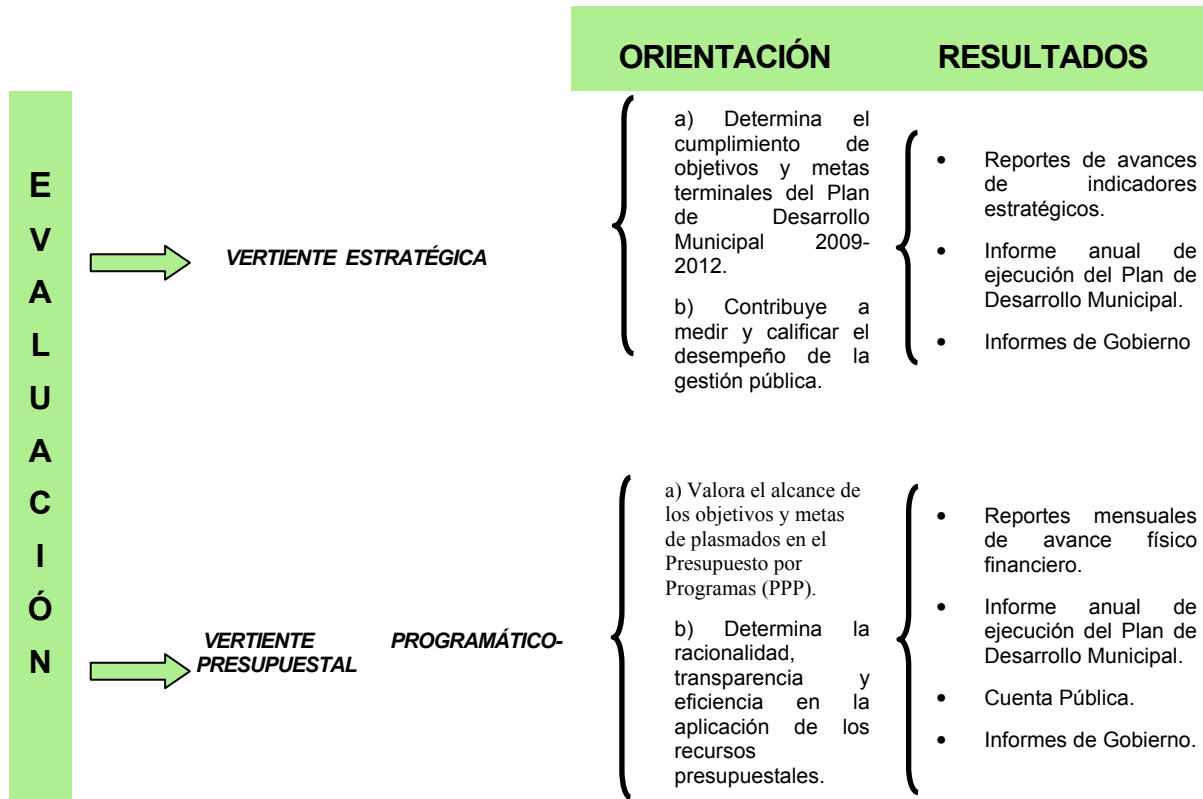 ORIENTACIÓN RESULTADOS
E
V
A
L
U
A
C
I
Ó
N
VERTIENTE ESTRATÉGICA
a) Determina el
cumplimiento de
objetivos y metas
terminales del Plan
de Desarrollo
Municipal 2009-
2012.
b) Contribuye a
medir y calificar el
desempeño de la
gestión pública.
• Reportes de avances
de indicadores
estratégicos.
• Informe anual de
ejecución del Plan de
Desarrollo Municipal.
• Informes de Gobierno
VERTIENTE PROGRAMÁTICO-
PRESUPUESTAL
a) Valora el alcance de
los objetivos y metas
de plasmados en el
Presupuesto por
Programas (PPP).
b) Determina la
racionalidad,
transparencia y
eficiencia en la
aplicación de los
recursos
presupuestales.
• Reportes mensuales
de avance físico
financiero.
• Informe anual de
ejecución del Plan de
Desarrollo Municipal.
• Cuenta Pública.
• Informes de Gobierno.